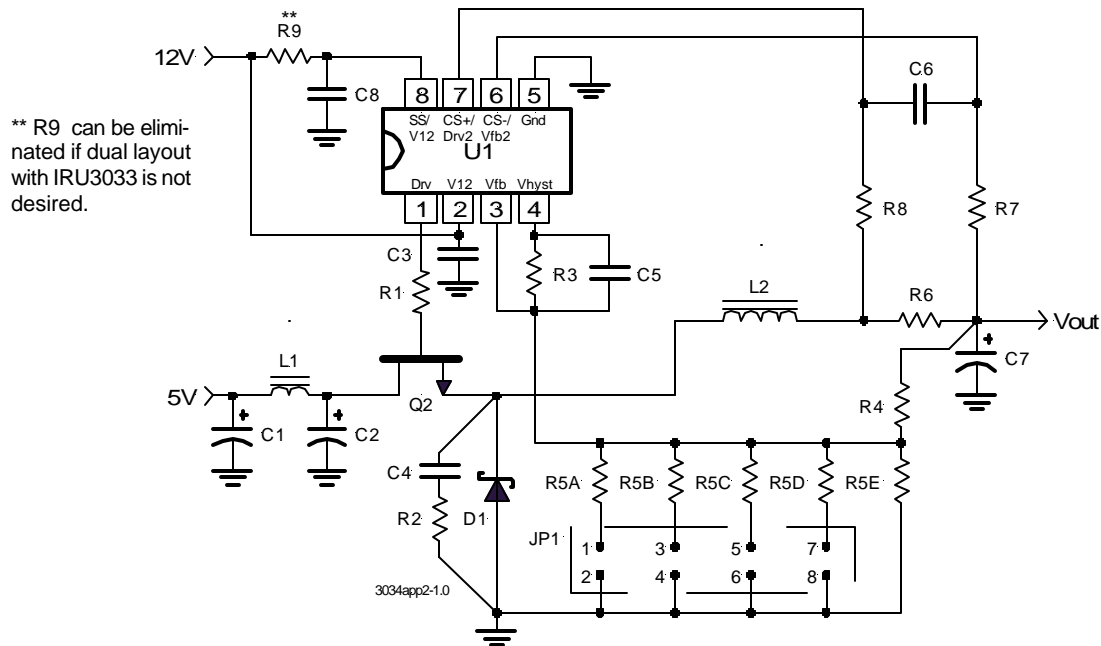 **
R9
12V
C6
C8
8 7 6 5
SS/ CS+/ CS-/ Gnd
V12 Drv2 Vfb2
U1
Drv V12 Vfb Vhyst
1 2 3 4
** R9 can be elimi-
nated if dual layout
with IRU3033 is not
desired.
R8
R7
C3
R1
R3
C5
L2
R6
Vout
L1
C7
5V
Q2
R4
C1
C2
C4
R5A R5B R5C R5D R5E
R2
D1
JP1
1 3 5 7
2 4 6 8
3034app2-1.0